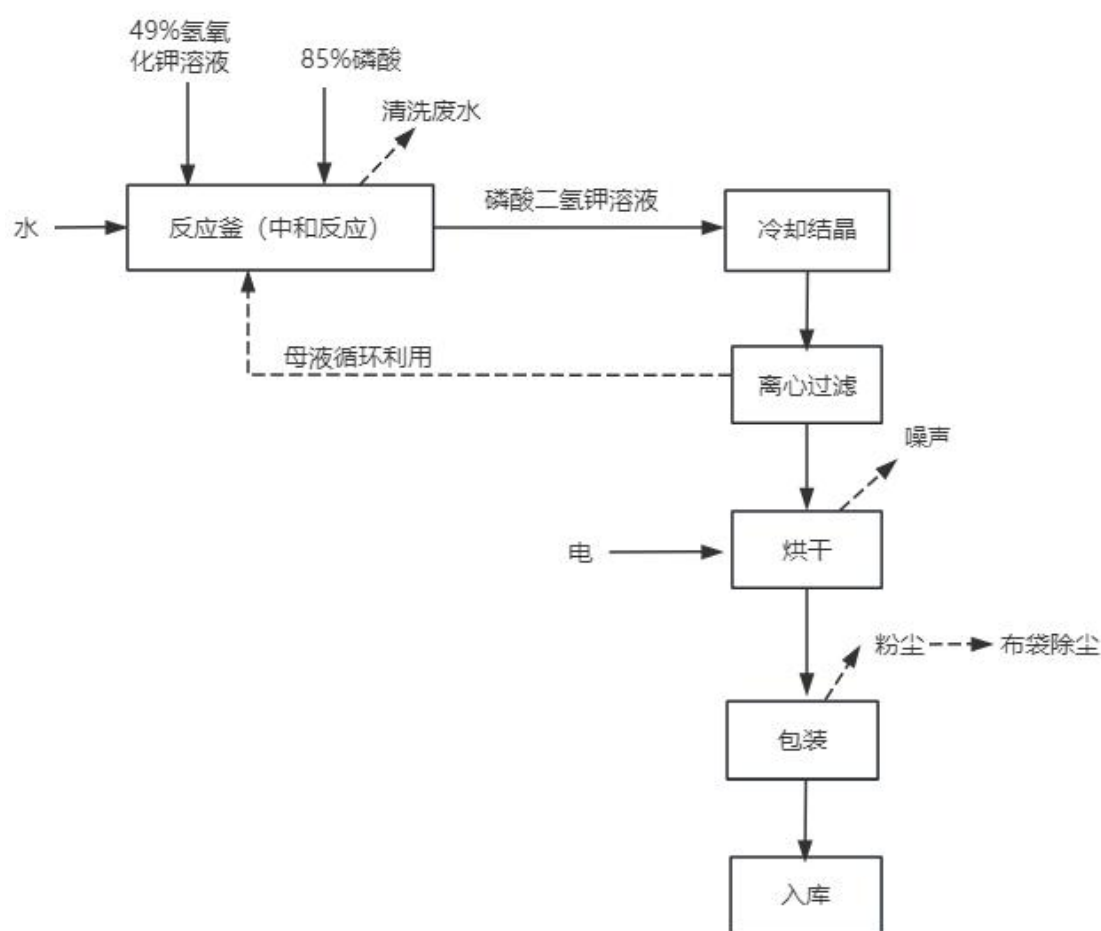 49%氢氧
化钾溶液
85%磷酸
清洗废水
水
反应釜（中和反应）
磷酸二氢钾溶液
冷却结晶
母液循环利用
离心过滤
噪声
电
烘干
粉尘
布袋除尘
包装
入库